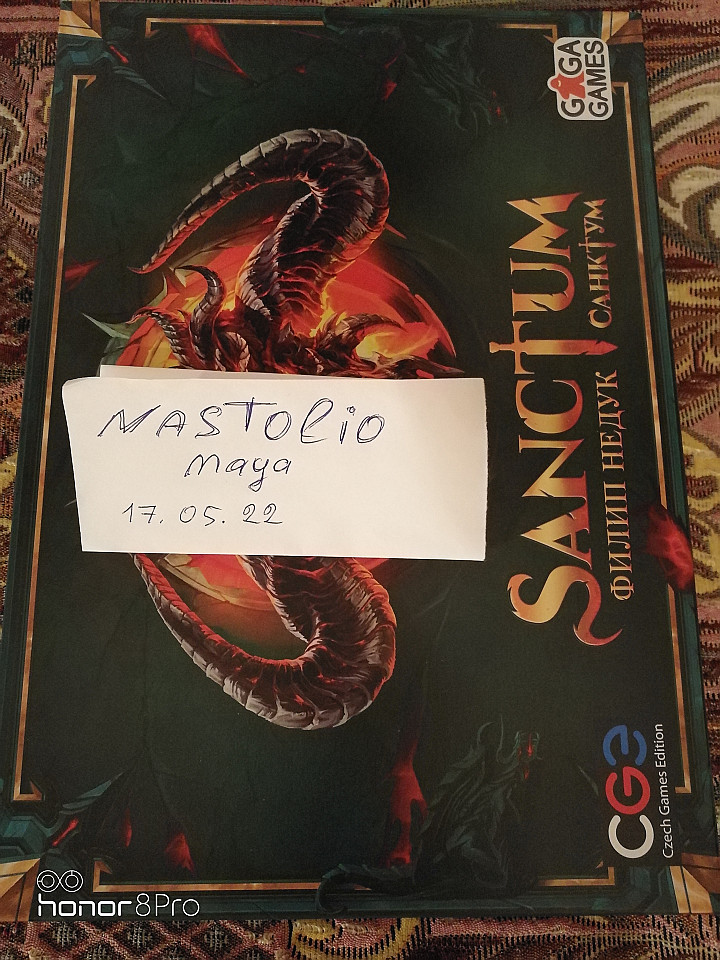 GAGA
GAMES
SANCTUM
ФИЛИП НЕДУК САНКТУМ
MASTOliO
maya
17.05.22
CGE
Czech Games Edition
honor 8Pro